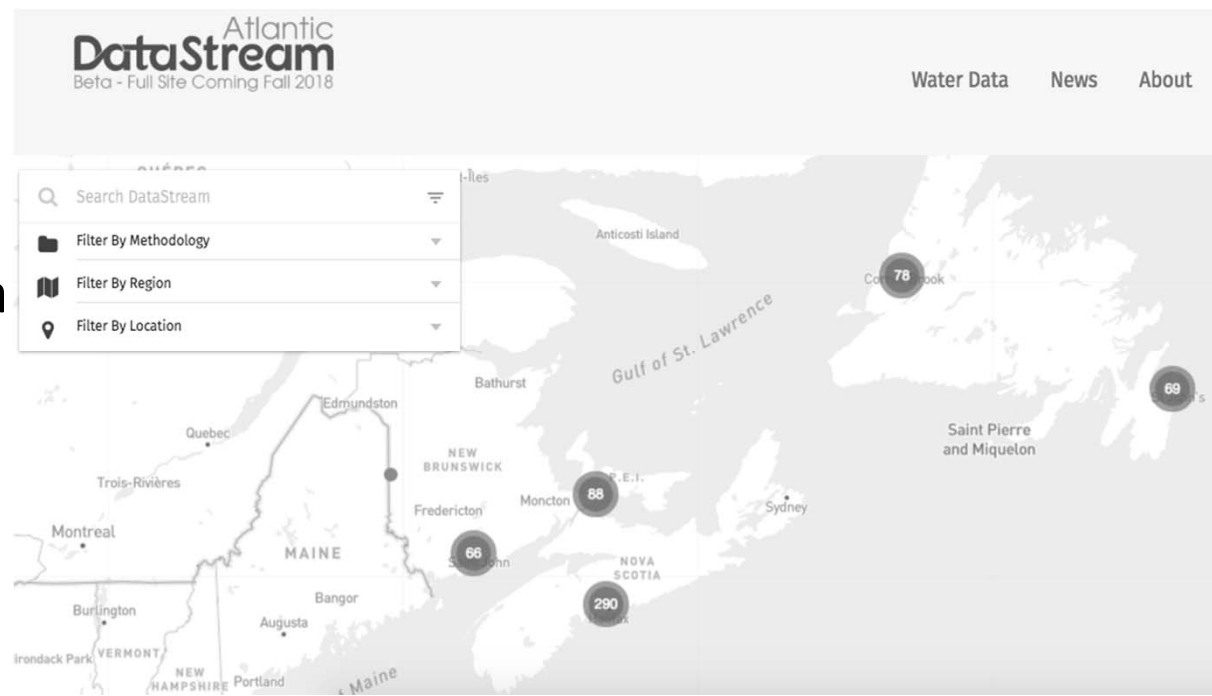 Atlantic
DataStream
Beta - Full Site Coming Fall 2018
Water Data News About
Search DataStream
Filter By Methodology
Filter By Region
Filter By Location
Anticosti Island
78
Gulf of St. Lawrence
Bathurst
69
Edmundston
Quebec
Saint Pierre
and Miquelon
NEW
BRUNSWICK
Trois-Rivières
P.E.I.
88
Moncton
Sydney
Fredericton
Montreal
MAINE
66
NOVA
SCOTIA
Bangor
290
Burlington
Augusta
VERMONT
NEW
HAMPSHIRE
Portland
Maine